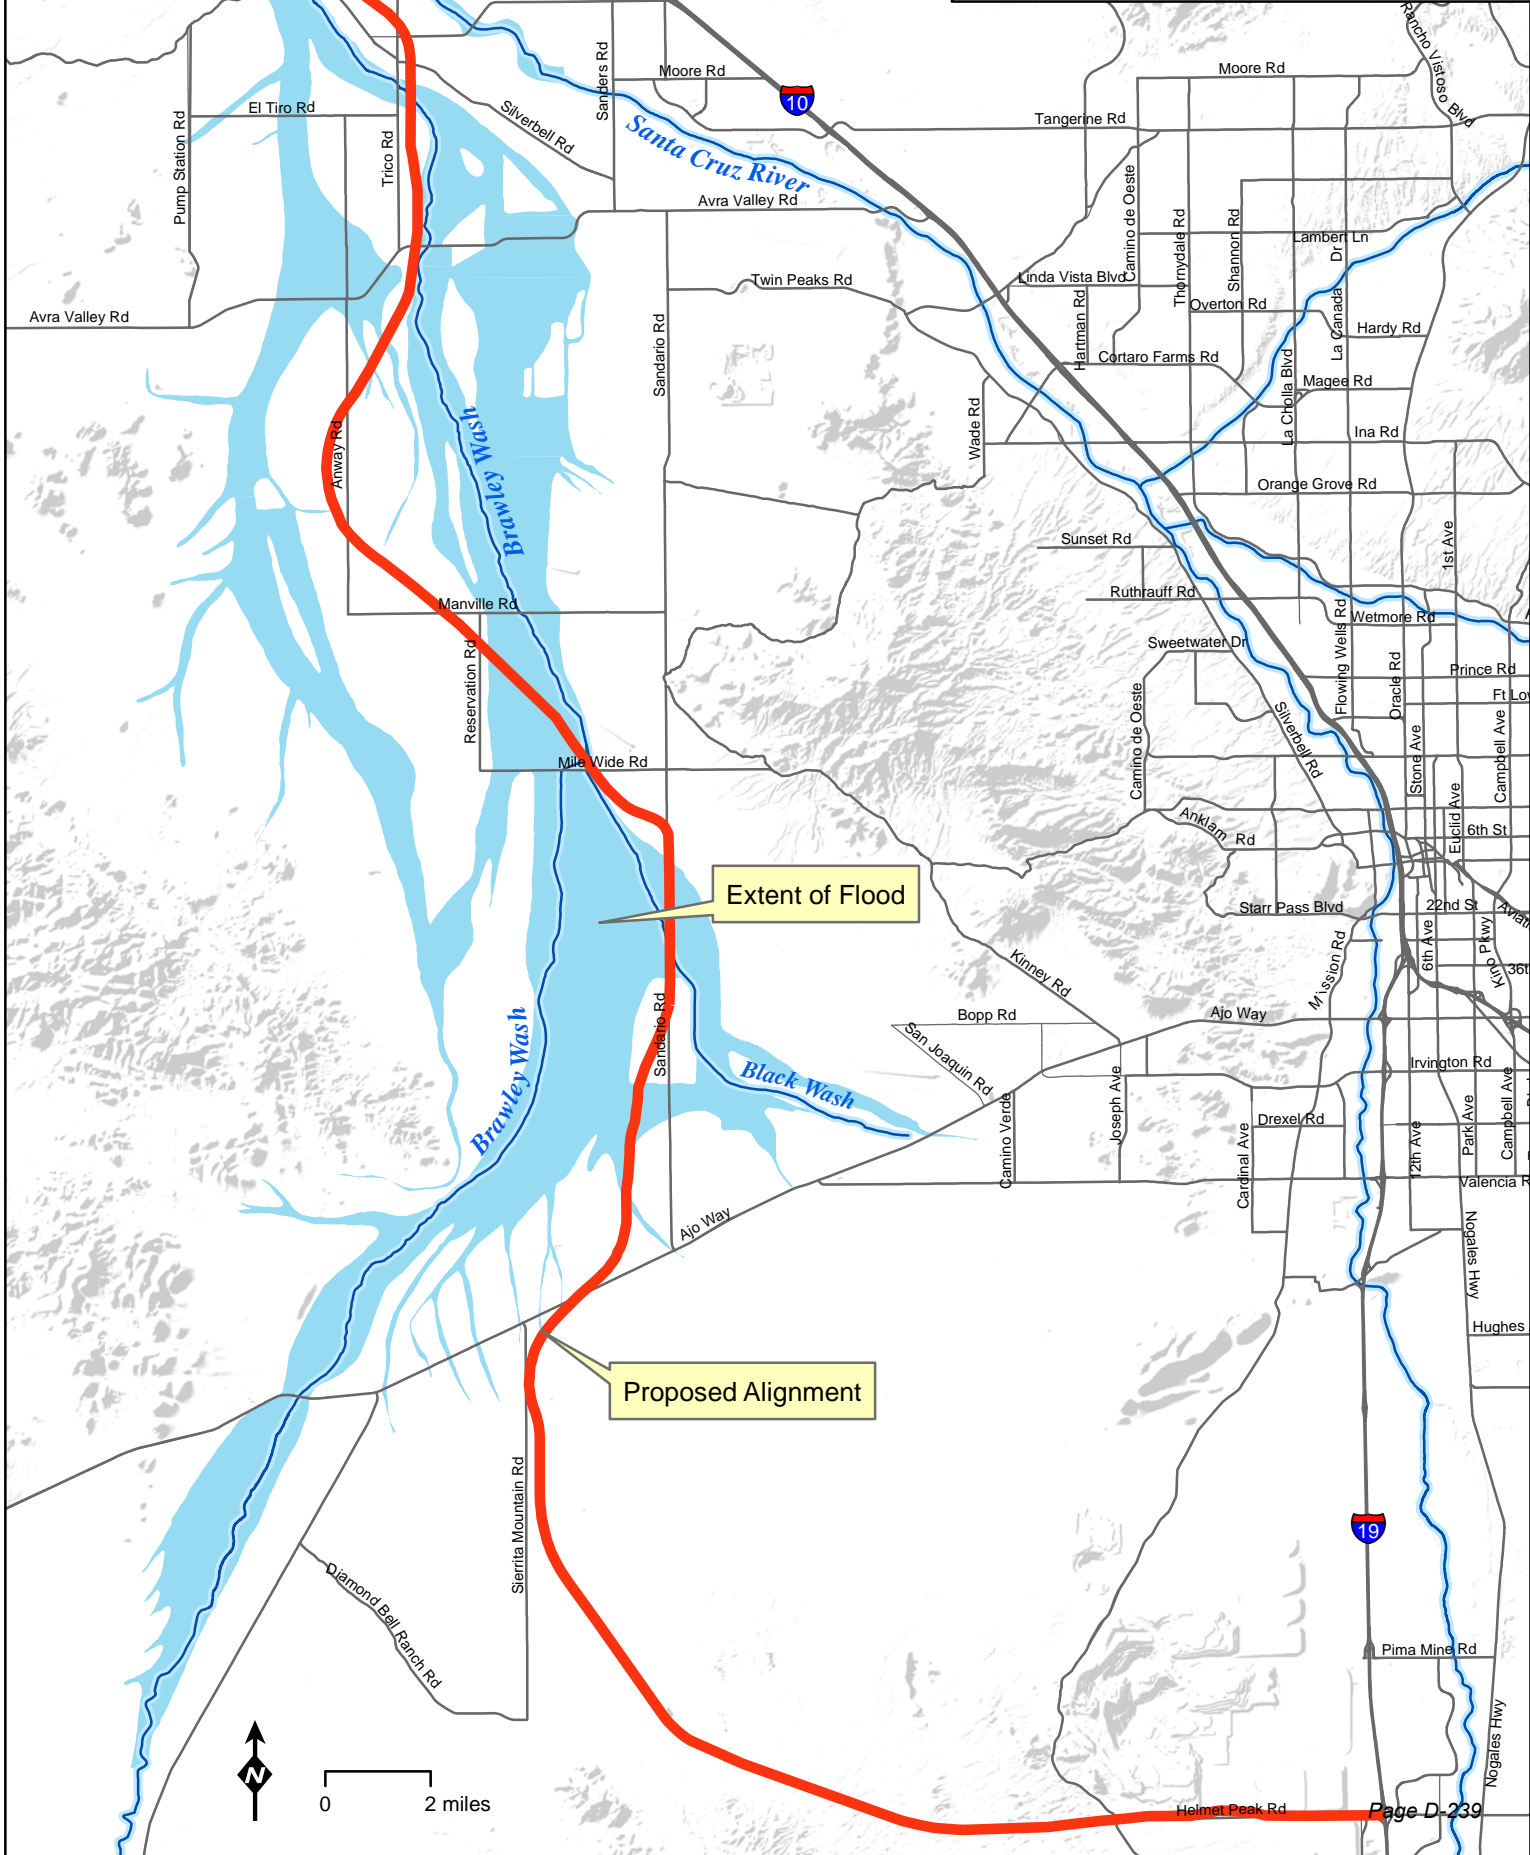 Rancho Vistoso Blvd
Sanders Rd
Moore Rd
Moore Rd
10
El Tiro Rd
Silverbell Rd
Tangerine Rd
Pump Station Rd
Trico Rd
Santa Cruz River
Avra Valley Rd
Camino de Oeste
Thornydale Rd
Shannon Rd
Lambert Ln
La Canada Dr
Linda Vista Blvd
Twin Peaks Rd
Overton Rd
Avra Valley Rd
Hartman Rd
Hardy Rd
Sandario Rd
Cortaro Farms Rd
La Cholla Blvd
Magee Rd
Wade Rd
Ina Rd
Anway Rd
Brawley Wash
Orange Grove Rd
1st Ave
Sunset Rd
Ruthrauff Rd
Manville Rd
Wetmore Rd
Flowing Wells Rd
Sweetwater Dr
Reservation Rd
Oracle Rd
Prince Rd
Ft Lo
Camino de Oeste
Silverbell Rd
Stone Ave
Campbell Ave
Mile Wide Rd
Anklam Rd
Euclid Ave
6th St
Extent of Flood
Starr Pass Blvd
22nd St
Aviat
6th Ave
Kino Pkwy
36t
Mission Rd
Kinney Rd
Sandario Rd
Bopp Rd
Ajo Way
San Joaquin Rd
Brawley Wash
Black Wash
Irvington Rd
Joseph Ave
Camino Verde
Cardinal Ave
Drexel Rd
12th Ave
Park Ave
Campbell Ave
Valencia R
Ajo Way
Nogales Hwy
Hughes
Proposed Alignment
Sierrita Mountain Rd
19
Diamond Bell Ranch Rd
Pima Mine Rd
Nogales Hwy
N
0 2 miles
Helmet Peak Rd
Page D-239